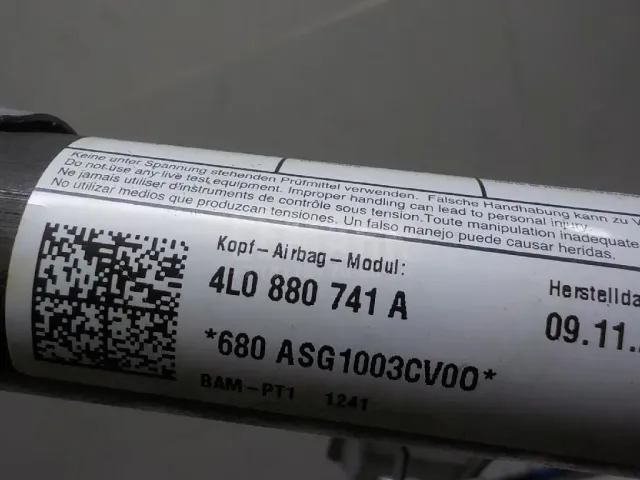 Keine unter Spannung stehenden Prüfmittel verwenden. Falsche Handhabung kann zu V
Do not use any live test equipment. Improper handling can lead to personal injury
Ne jamais utiliser d'instruments de contrôle sous tension. Toute manipulation inadequate
No utilizar medios que produzcan tensiones. Un falso manejo puede causar heridas.
Kopf-Airbag-Modul:
4L0 880 741 A
Herstellda
09.11.
*680 ASG1003CV00*
BAM-PT1 1241